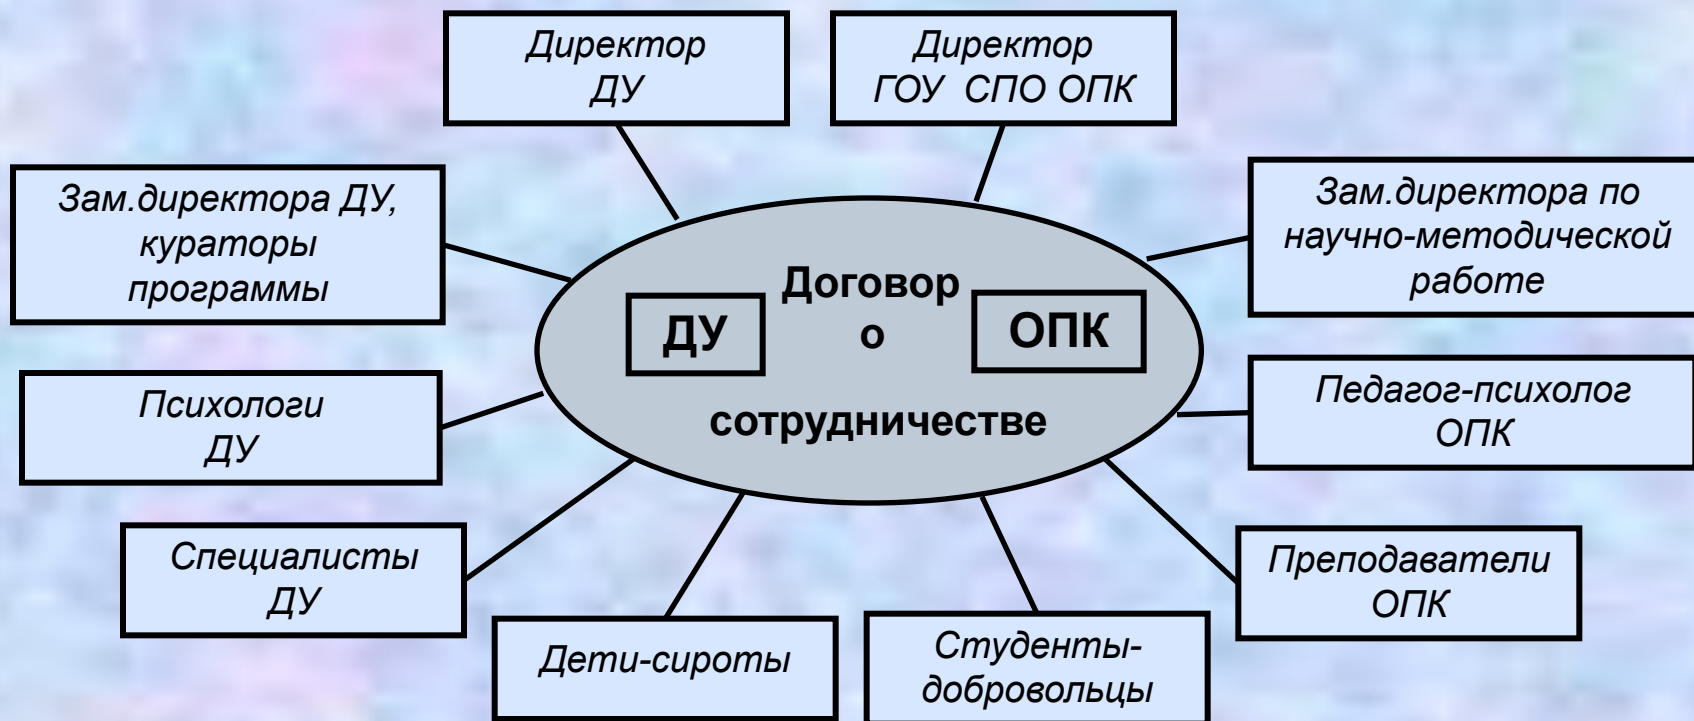 Директор
ДУ
Директор
ГОУ СПО ОПК
Зам.директора ДУ,
кураторы
программы
Зам.директора по
научно-методической
работе
Договор
ДУ
о
ОПК
сотрудничестве
Психологи
ДУ
Педагог-психолог
ОПК
Специалисты
ДУ
Преподаватели
ОПК
Дети-сироты
Студенты-
добровольцы